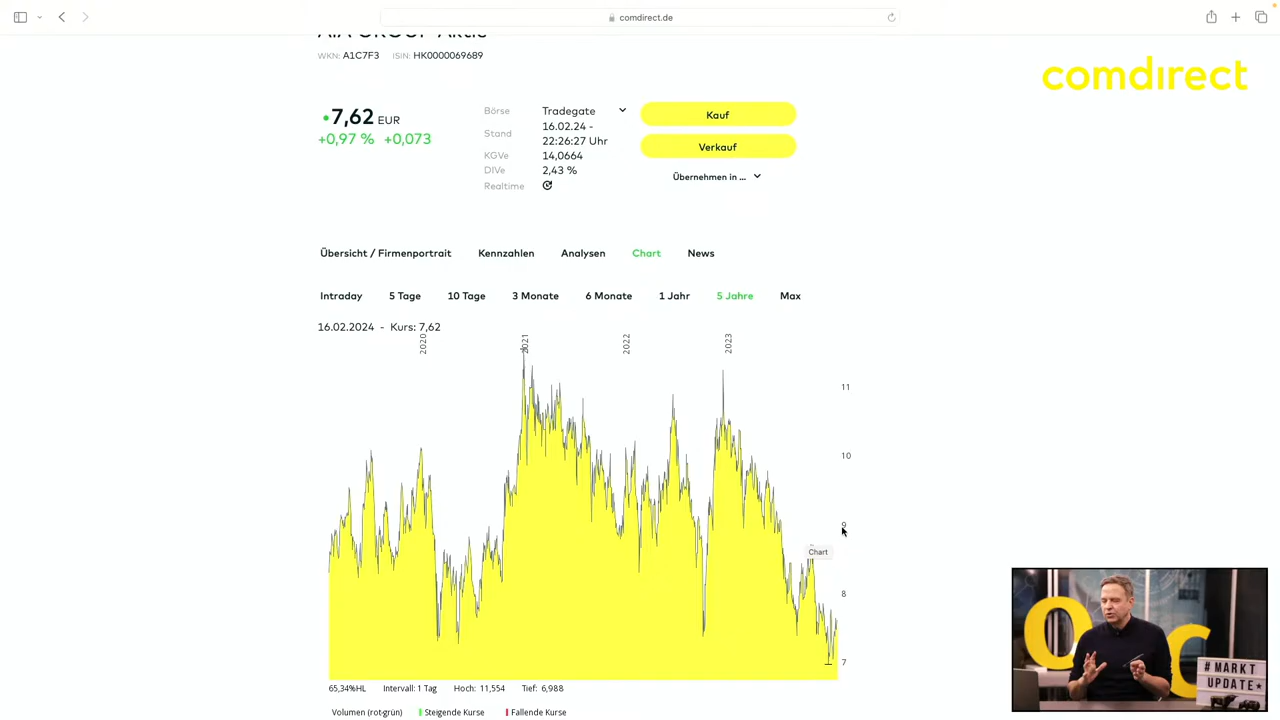 comdirect.de
AIA GROUP Aktie
WKN: A1C7F3 ISIN: HK0000069689
comdirect
7,62 EUR
+0,97 % +0,073
Börse Tradegate
Stand 16.02.24 -
22:26:27 Uhr
KGVe 14,0664
DIVe 2,43 %
Realtime
Kauf
Verkauf
Übernehmen in ...
Übersicht / Firmenportrait Kennzahlen Analysen Chart News
Intraday 5 Tage 10 Tage 3 Monate 6 Monate 1 Jahr 5 Jahre Max
16.02.2024 - Kurs: 7,62
2020 2021 2022 2023
11
10
9
Chart
8
7
65,34%HL Intervall: 1 Tag Hoch: 11,554 Tief: 6,988
Volumen (rot-grün) Steigende Kurse Fallende Kurse
# MARKT
UPDATE